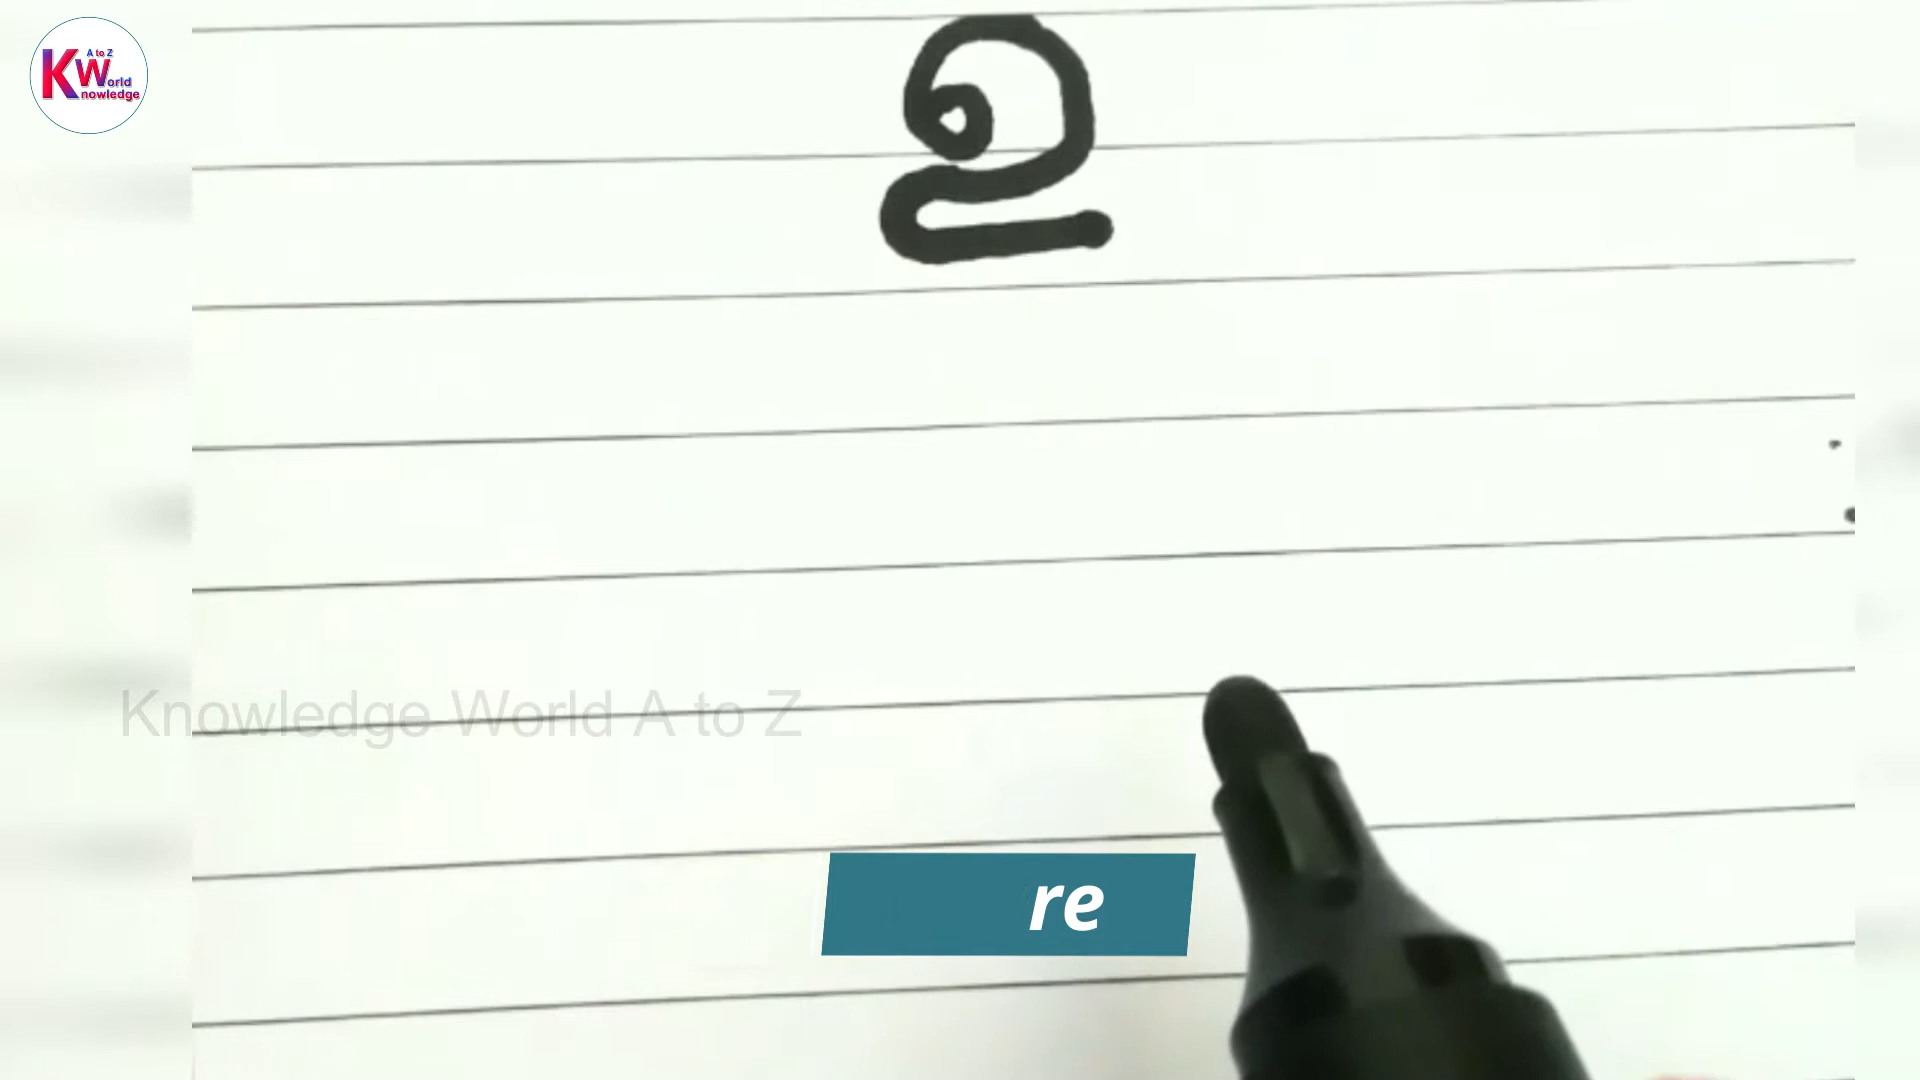 A to Z
KWorld
nowledge
ഉ
Knowledge World A to Z
re